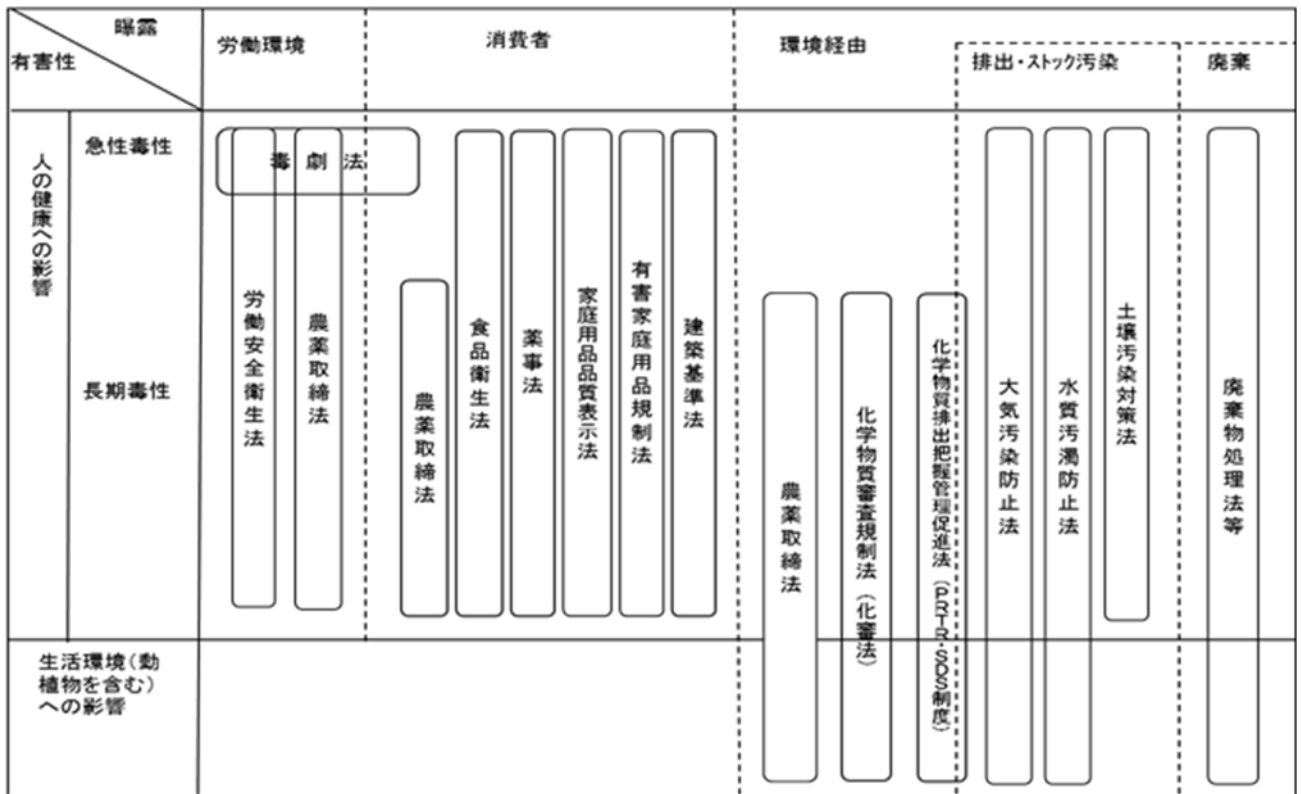 曝露
有害性
労働環境
消費者
環境経由
排出・ストック汚染
廃棄
人の健康への影響
急性毒性
長期毒性
毒劇法
労働安全衛生法
農薬取締法
農薬取締法
食品衛生法
薬事法
家庭用品品質表示法
有害家庭用品規制法
建築基準法
農薬取締法
化学物質審査規制法（化審法）
化学物質排出把握管理促進法（PRTR・SDS制度）
大気汚染防止法
水質汚濁防止法
土壌汚染対策法
廃棄物処理法等
生活環境（動
植物を含む）
への影響